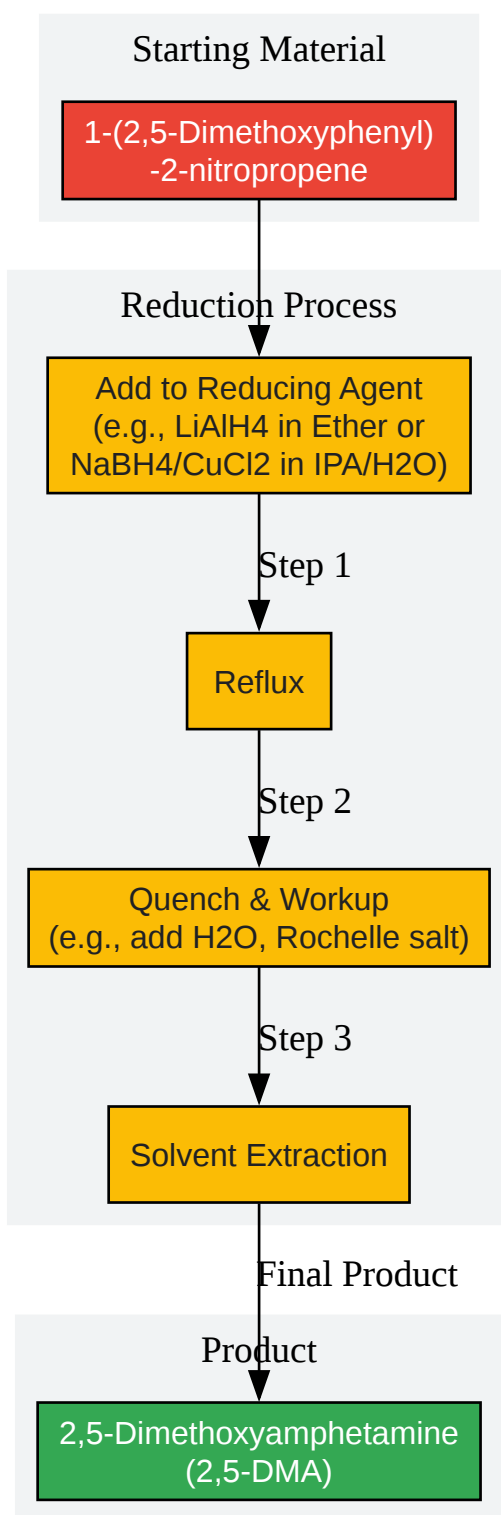 Starting Material
1-(2,5-Dimethoxyphenyl)
-2-nitropropene
Reduction Process
Add to Reducing Agent
(e.g., LiAlH4 in Ether or
NaBH4/CuCl2 in IPA/H2O)
Step 1
Reflux
Step 2
Quench & Workup
(e.g., add H2O, Rochelle salt)
Step 3
Solvent Extraction
Final Product
Product
2,5-Dimethoxyamphetamine
(2,5-DMA)